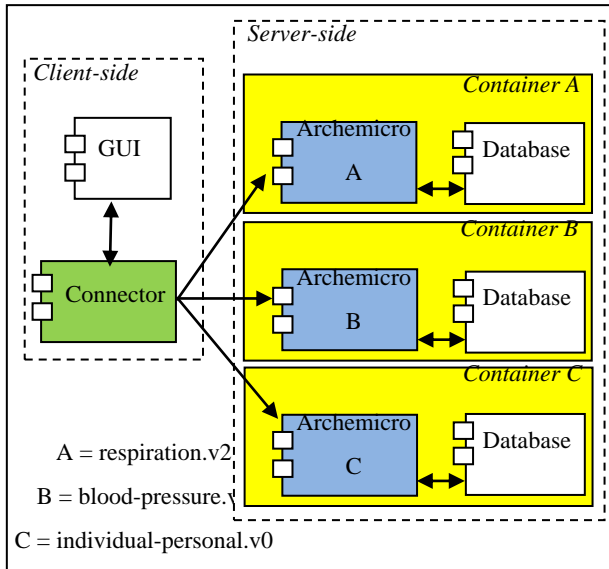 Server-side
Client-side
Container A
GUI
Archemicro
A
Database
Container B
Connector
Archemicro
B
Database
Container C
Archemicro
C
Database
A = respiration.v2
B = blood-pressure.v
C = individual-personal.v0